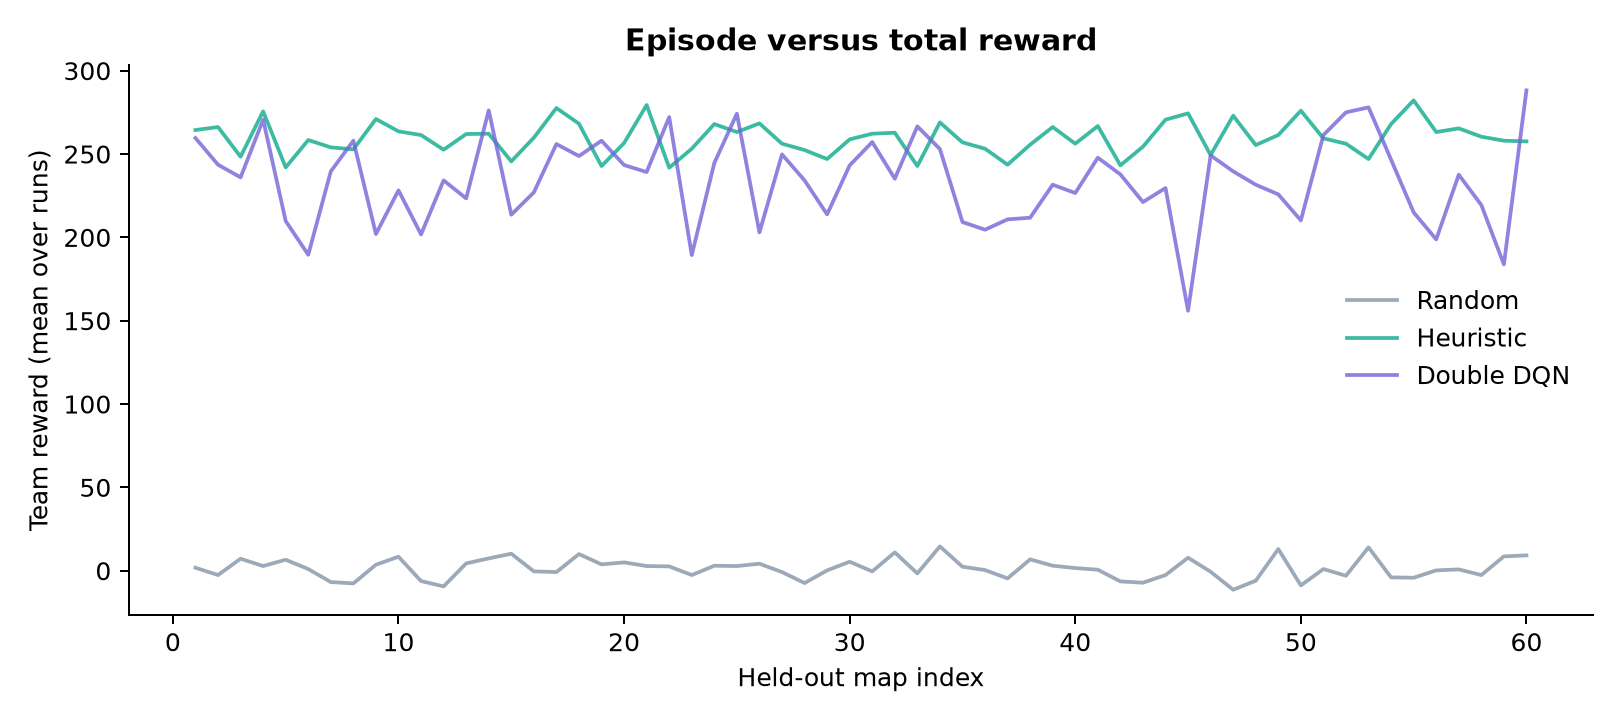 Episode versus total reward
Team reward (mean over runs)
300
250
200
150
100
50
0
Random
Heuristic
Double DQN
0 10 20 30 40 50 60
Held-out map index